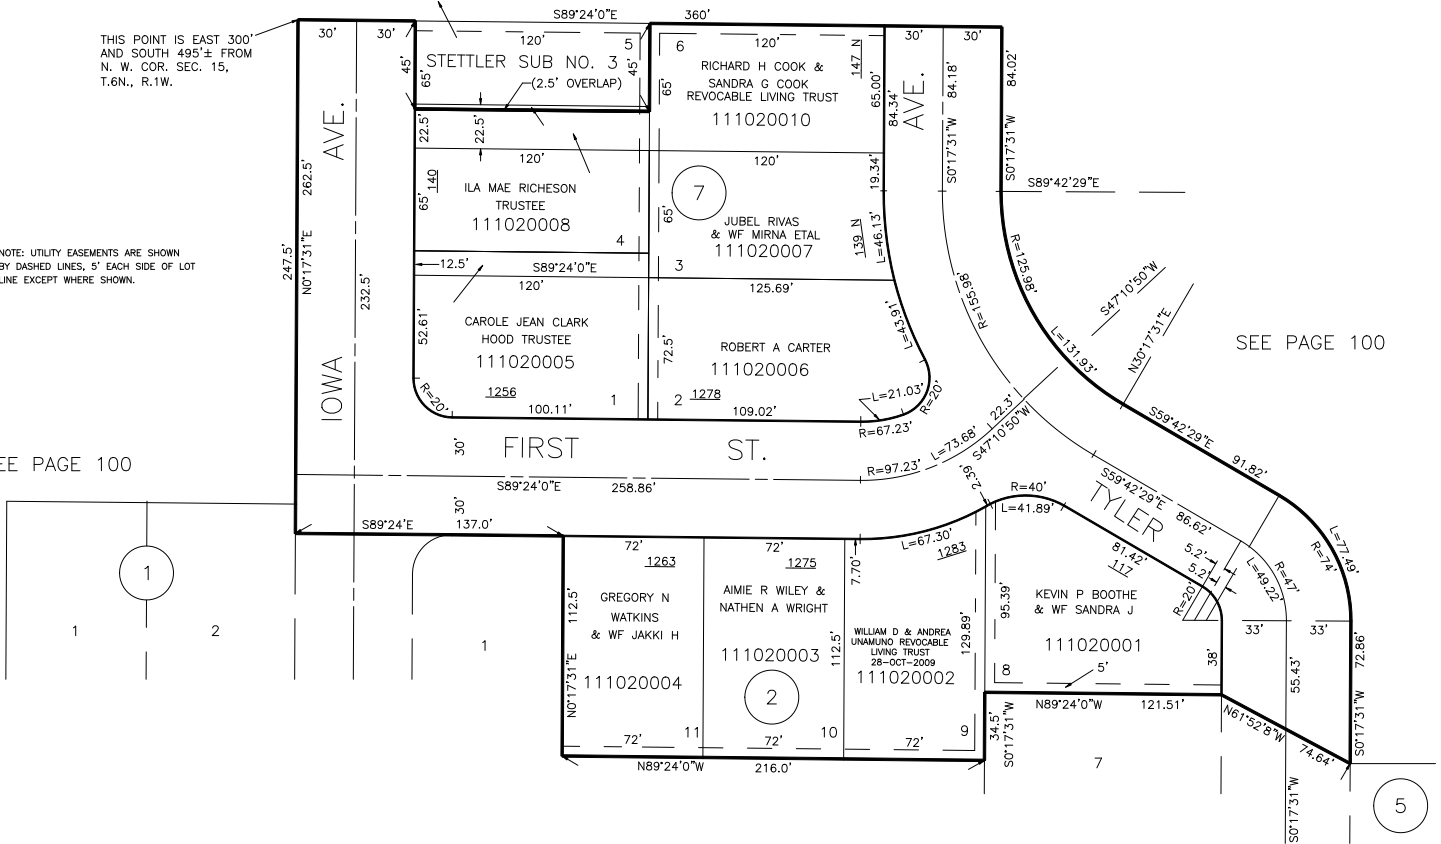 THIS POINT IS EAST 300'
AND SOUTH 495'± FROM
N. W. COR. SEC. 15,
T.6N., R.1W.
S89°24'0"E
360'
30'
30'
120'
5
6
120'
30'
30'
STETTLER SUB NO. 3
(2.5' OVERLAP)
45'
65'
45'
65'
RICHARD H COOK &
SANDRA G COOK
REVOCABLE LIVING TRUST
111020010
147 N
65.00'
84.34'
AVE.
84.18'
S0°17'31"W
84.02'
S0°17'31"W
AVE.
IOWA
262.5'
247.5'
N0°17'31"E
232.5'
22.5'
22.5'
120'
120'
140
65'
ILA MAE RICHESON
TRUSTEE
111020008
4
7
65'
JUBEL RIVAS
& WF MIRNA ETAL
111020007
3
139 N
19.34'
L=46.13'
S89°42'29"E
NOTE: UTILITY EASEMENTS ARE SHOWN
BY DASHED LINES, 5' EACH SIDE OF LOT
LINE EXCEPT WHERE SHOWN.
12.5'
S89°24'0"E
120'
125.69'
52.61'
CAROLE JEAN CLARK
HOOD TRUSTEE
111020005
1256
1
100.11'
R=20'
72.5'
ROBERT A CARTER
111020006
1278
2
109.02'
L=43.91'
L=21.03'
R=20'
R=67.23'
R=155.98'
R=125.98'
L=131.93'
S47°10'50"W
N30°17'31"E
SEE PAGE 100
EE PAGE 100
30'
FIRST
ST.
R=97.23'
L=73.68'
22.3'
S47°10'50"W
2.39'
S59°42'29"E
91.82'
S89°24'0"E
258.86'
30'
S89°24'E
137.0'
R=40'
L=41.89'
S59°42'29"E
86.62'
TYLER
81.42'
117
5.2'
5.2'
R=20'
L=49.22'
R=47'
L=77.49'
R=74'
L=67.30'
1283
7.70'
1
1
2
1
72'
1263
72'
1275
112.5'
N0°17'31"E
GREGORY N
WATKINS
& WF JAKKI H
111020004
11
AIMIE R WILEY &
NATHEN A WRIGHT
111020003
2
10
112.5'
WILLIAM D & ANDREA
UNAMUNO REVOCABLE
LIVING TRUST
28-OCT-2009
111020002
9
129.89'
95.39'
KEVIN P BOOTHE
& WF SANDRA J
111020001
8
5'
38'
33'
33'
55.43'
72.86'
S0°17'31"W
72'
72'
72'
N89°24'0"W
216.0'
34.5'
S0°17'31"W
N89°24'0"W
121.51'
N61°52'8"W
74.64'
7
S0°17'31"W
5